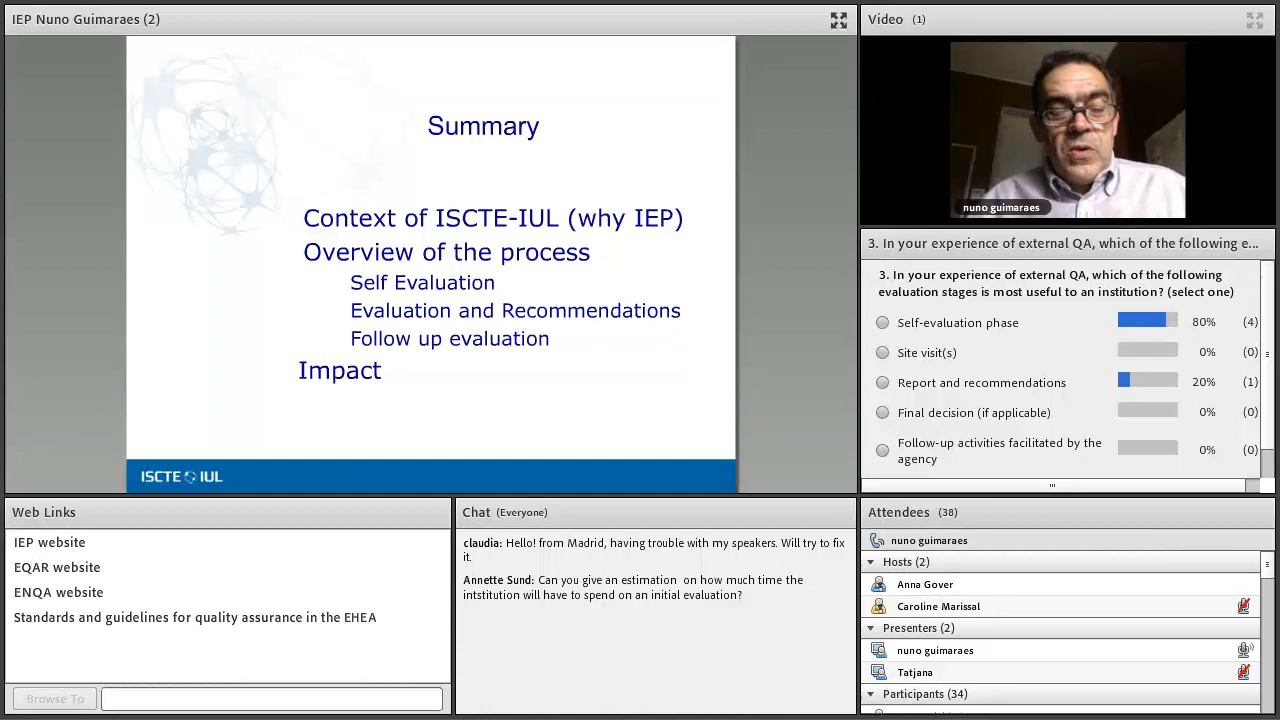 IEP Nuno Guimaraes (2)
Summary
Context of ISCTE-IUL (why IEP)
Overview of the process
Self Evaluation
Evaluation and Recommendations
Follow up evaluation
Impact
ISCTE IUL
Video (1)
nuno guimaraes
3. In your experience of external QA, which of the following e...
3. In your experience of external QA, which of the following
evaluation stages is most useful to an institution? (select one)
Self-evaluation phase 80% (4)
Site visit(s) 0% (0)
Report and recommendations 20% (1)
Final decision (if applicable) 0% (0)
Follow-up activities facilitated by the
agency 0% (0)
Web Links
IEP website
EQAR website
ENQA website
Standards and guidelines for quality assurance in the EHEA
Browse To
Chat (Everyone)
claudia: Hello! from Madrid, having trouble with my speakers. Will try to fix
it.
Annette Sund: Can you give an estimation on how much time the
intstitution will have to spend on an initial evaluation?
Attendees (38)
nuno guimaraes
Hosts (2)
Anna Gover
Caroline Marissal
Presenters (2)
nuno guimaraes
Tatjana
Participants (34)